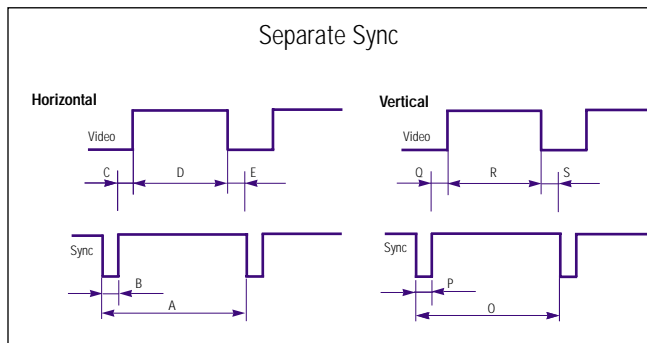 Separate Sync
Horizontal
Vertical
Video
Video
C
D
E
Q
R
S
Sync
Sync
B
P
A
O